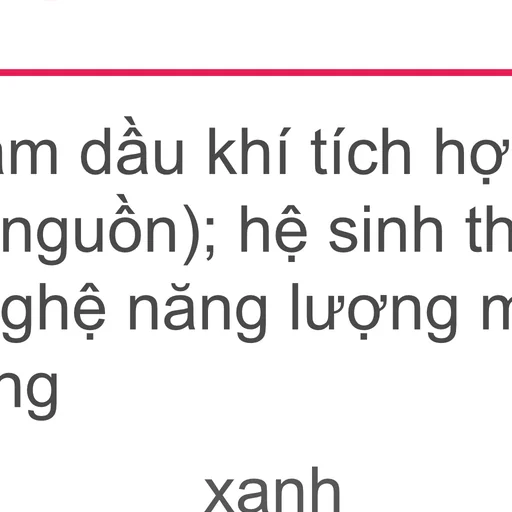 am dầu khí tích hợ
nguồn); hệ sinh th
ghệ năng lượng m
ng
xanh